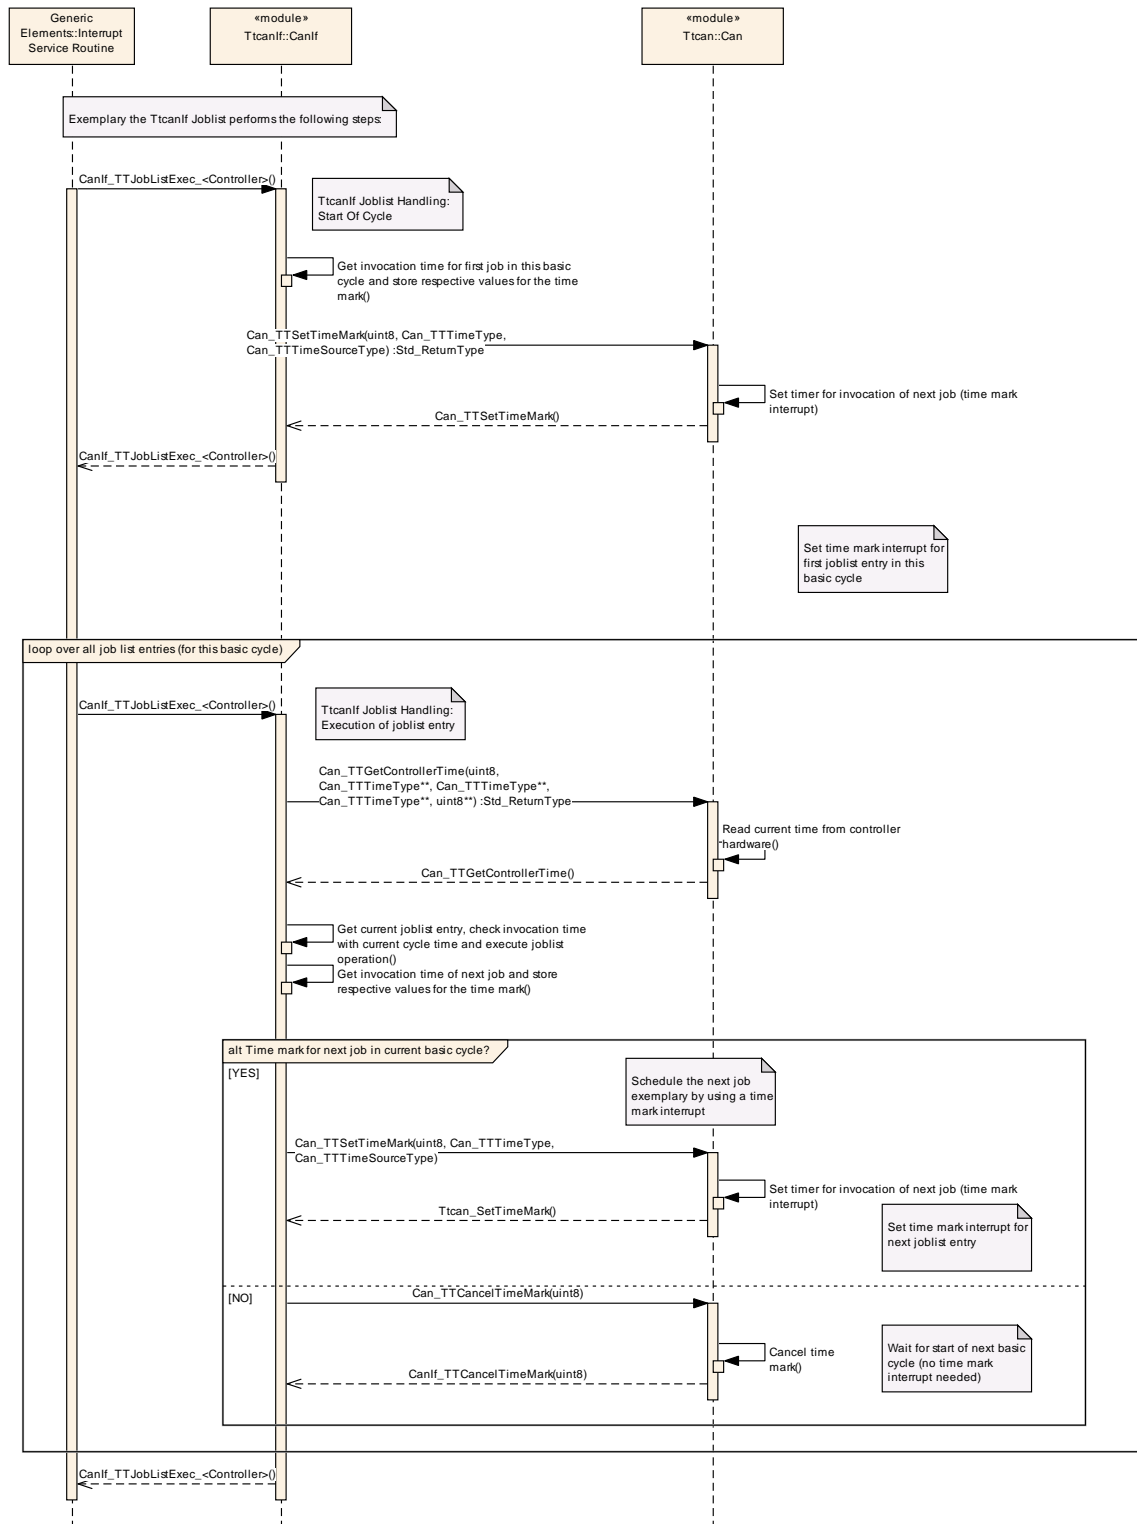 Generic
Elements::Interrupt
Service Routine
«module»
TtcanIf::CanIf
«module»
Ttcan::Can
Exemplary the TtcanIf Joblist performs the following steps:
CanIf_TTJobListExec_<Controller>()
TtcanIf Joblist Handling:
Start Of Cycle
Get invocation time for first job in this basic
cycle and store respective values for the time
mark()
Can_TTSetTimeMark(uint8, Can_TTTimeType,
Can_TTTimeSourceType) :Std_ReturnType
Set timer for invocation of next job (time mark
interrupt)
Can_TTSetTimeMark()
CanIf_TTJobListExec_<Controller>()
Set time mark interrupt for
first joblist entry in this
basic cycle
loop over all job list entries (for this basic cycle)
CanIf_TTJobListExec_<Controller>()
TtcanIf Joblist Handling:
Execution of joblist entry
Can_TTGetControllerTime(uint8,
Can_TTTimeType**, Can_TTTimeType**,
Can_TTTimeType**, uint8**) :Std_ReturnType
Read current time from controller
hardware()
Can_TTGetControllerTime()
Get current joblist entry, check invocation time
with current cycle time and execute joblist
operation()
Get invocation time of next job and store
respective values for the time mark()
alt Time mark for next job in current basic cycle?
[YES]
Schedule the next job
exemplary by using a time
mark interrupt
Can_TTSetTimeMark(uint8, Can_TTTimeType,
Can_TTTimeSourceType)
Set timer for invocation of next job (time mark
interrupt)
Ttcan_SetTimeMark()
Set time mark interrupt for
next joblist entry
[NO]
Can_TTCancelTimeMark(uint8)
Cancel time
mark()
Wait for start of next basic
cycle (no time mark
interrupt needed)
CanIf_TTCancelTimeMark(uint8)
CanIf_TTJobListExec_<Controller>()